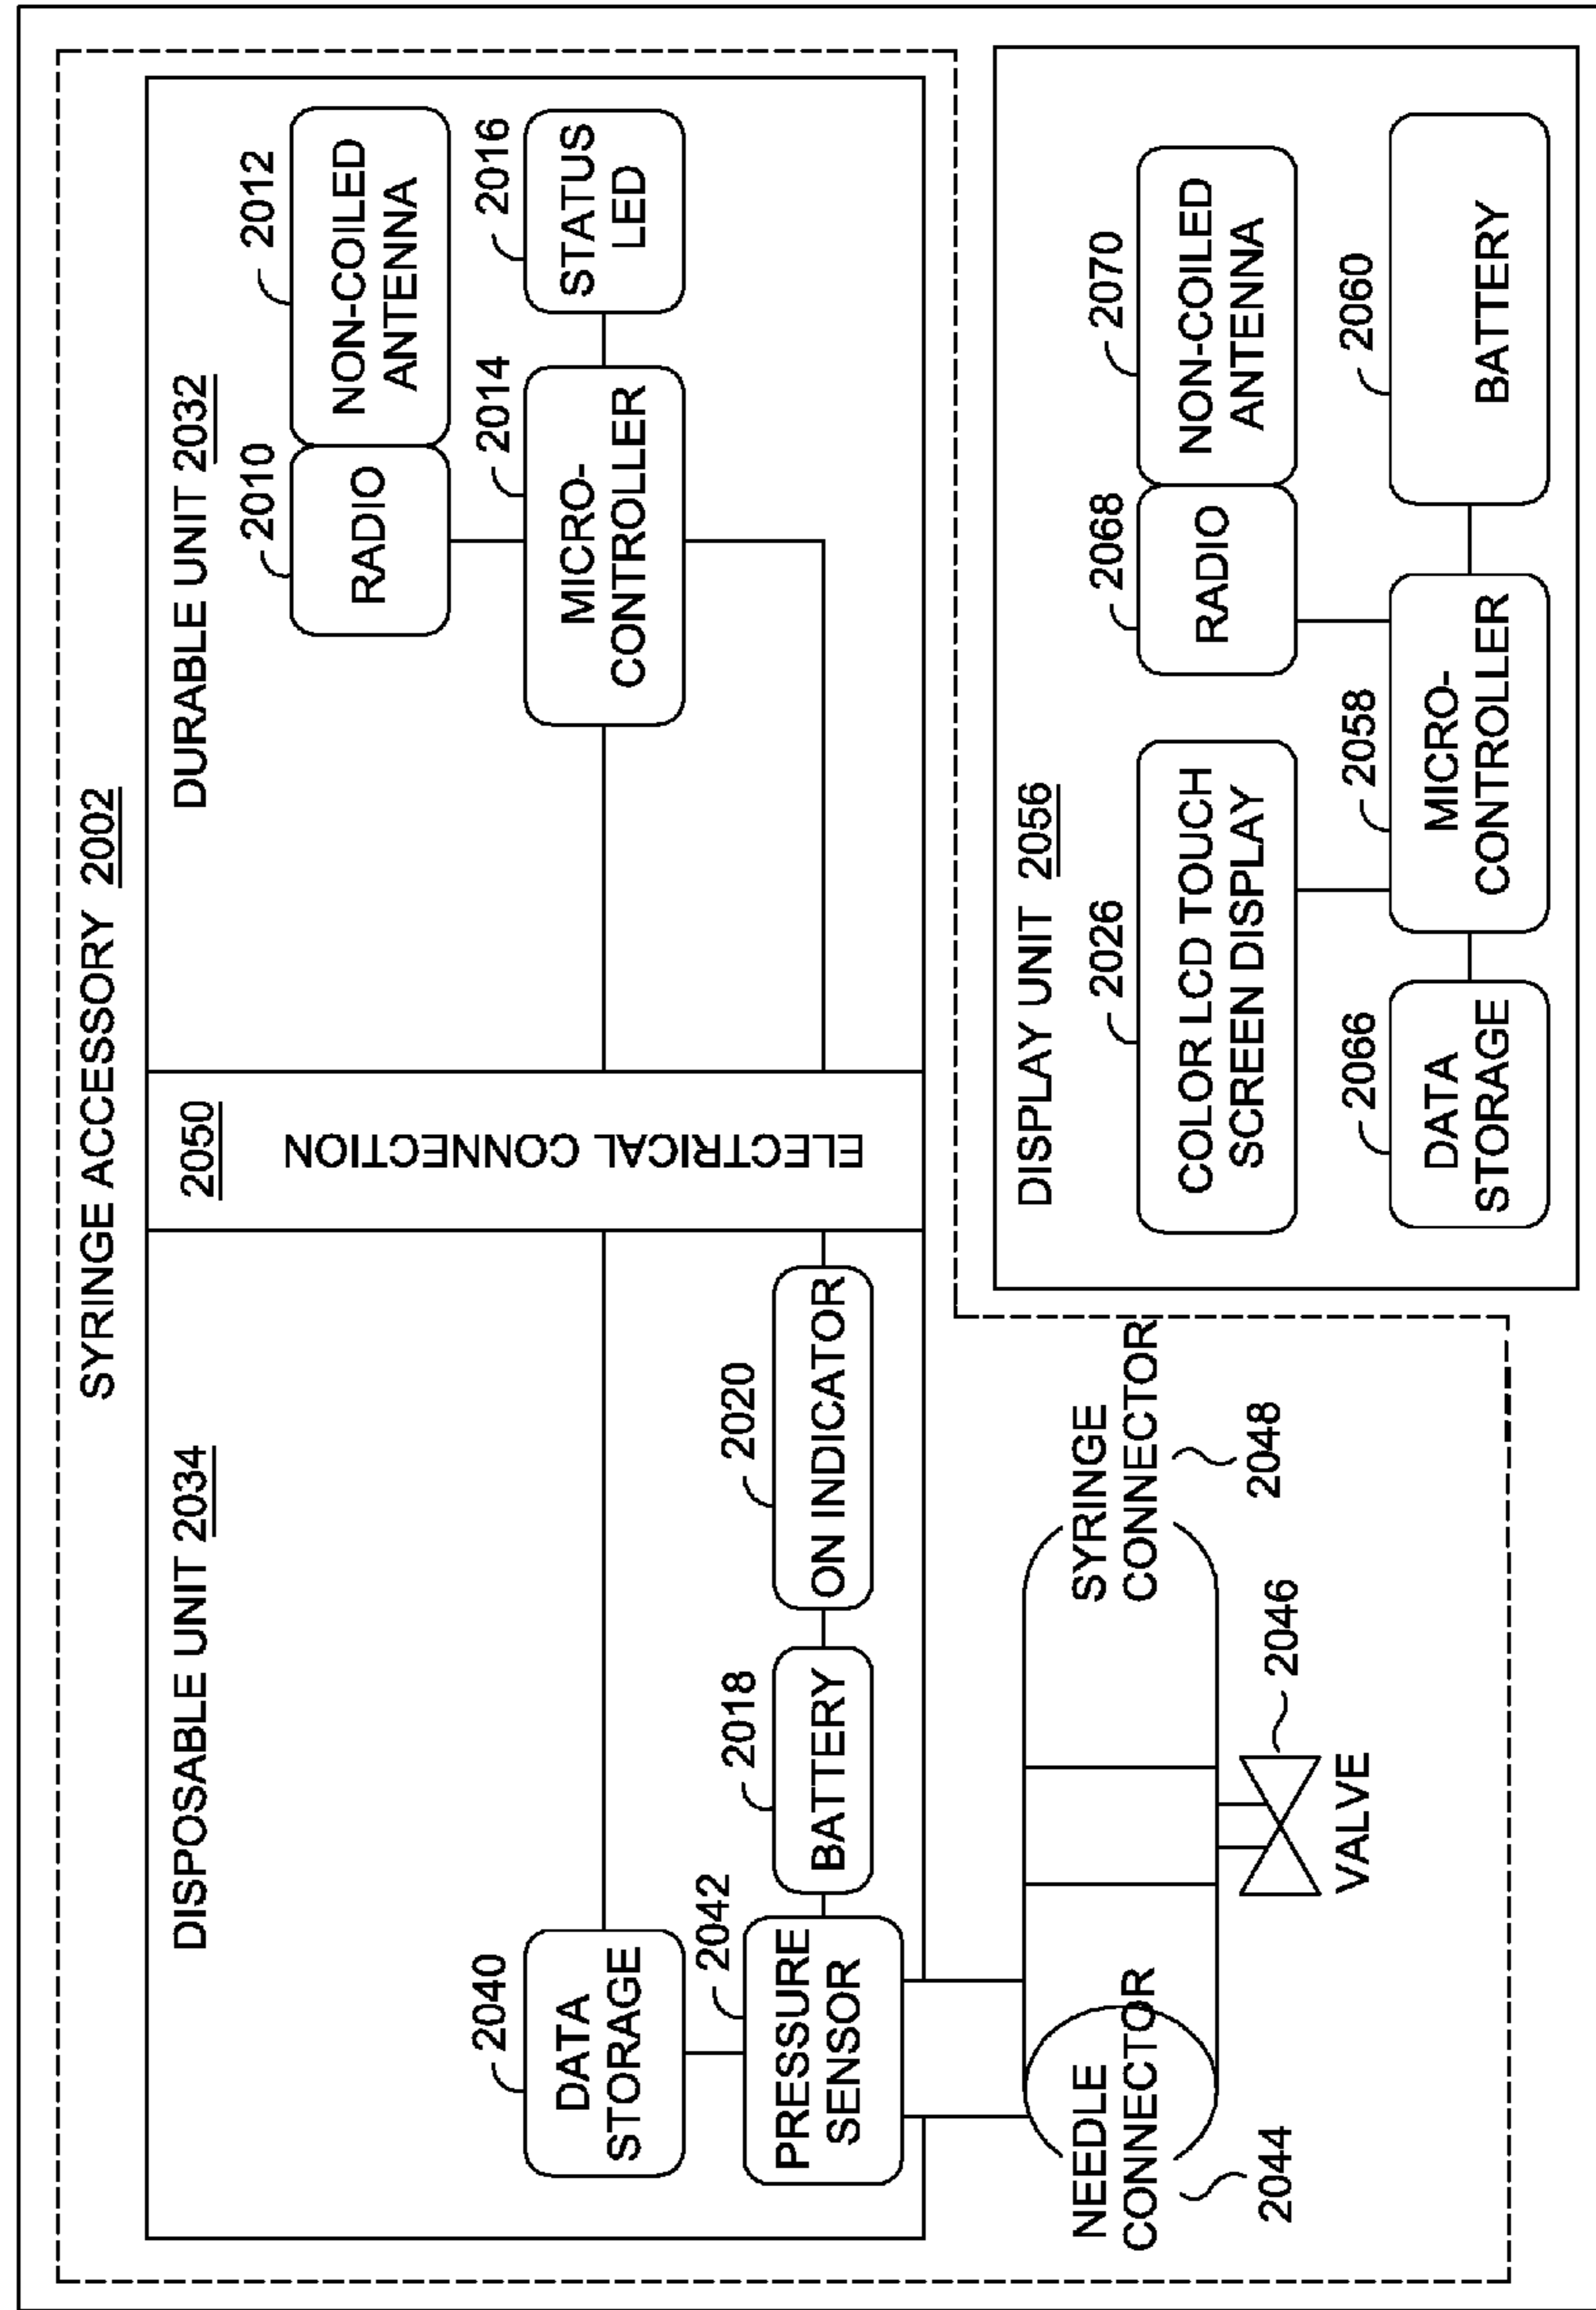 SYRINGE ACCESSORY 2002
DISPOSABLE UNIT 2034
2040
DATA
STORAGE
2042
PRESSURE
SENSOR
2018
BATTERY
2020
ON INDICATOR
2050
ELECTRICAL CONNECTION
DURABLE UNIT 2032
2010
RADIO
2012
NON-COILED
ANTENNA
2014
MICRO-
CONTROLLER
2016
STATUS
LED
NEEDLE
CONNECTOR
2044
VALVE
2046
SYRINGE
CONNECTOR
2048
DISPLAY UNIT 2056
2026
COLOR LCD TOUCH
SCREEN DISPLAY
2068
RADIO
2070
NON-COILED
ANTENNA
2066
DATA
STORAGE
2058
MICRO-
CONTROLLER
2060
BATTERY